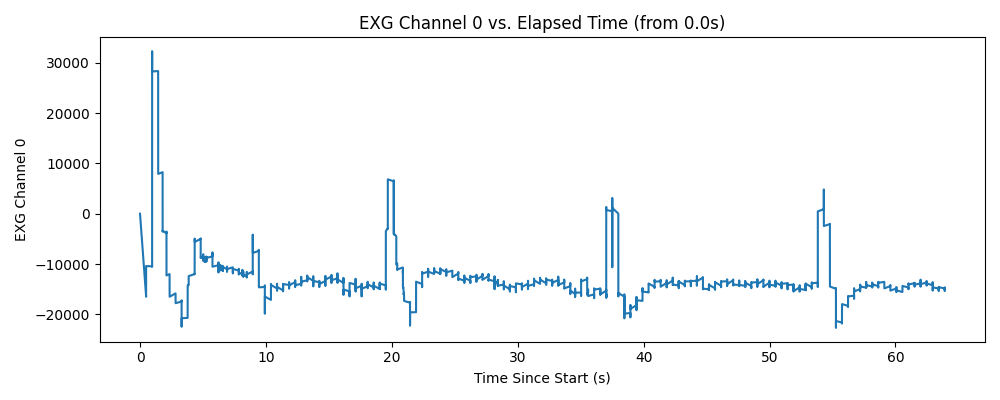 EXG Channel 0 vs. Elapsed Time (from 0.0s)
EXG Channel 0
30000
20000
10000
0
−10000
−20000
0 10 20 30 40 50 60
Time Since Start (s)